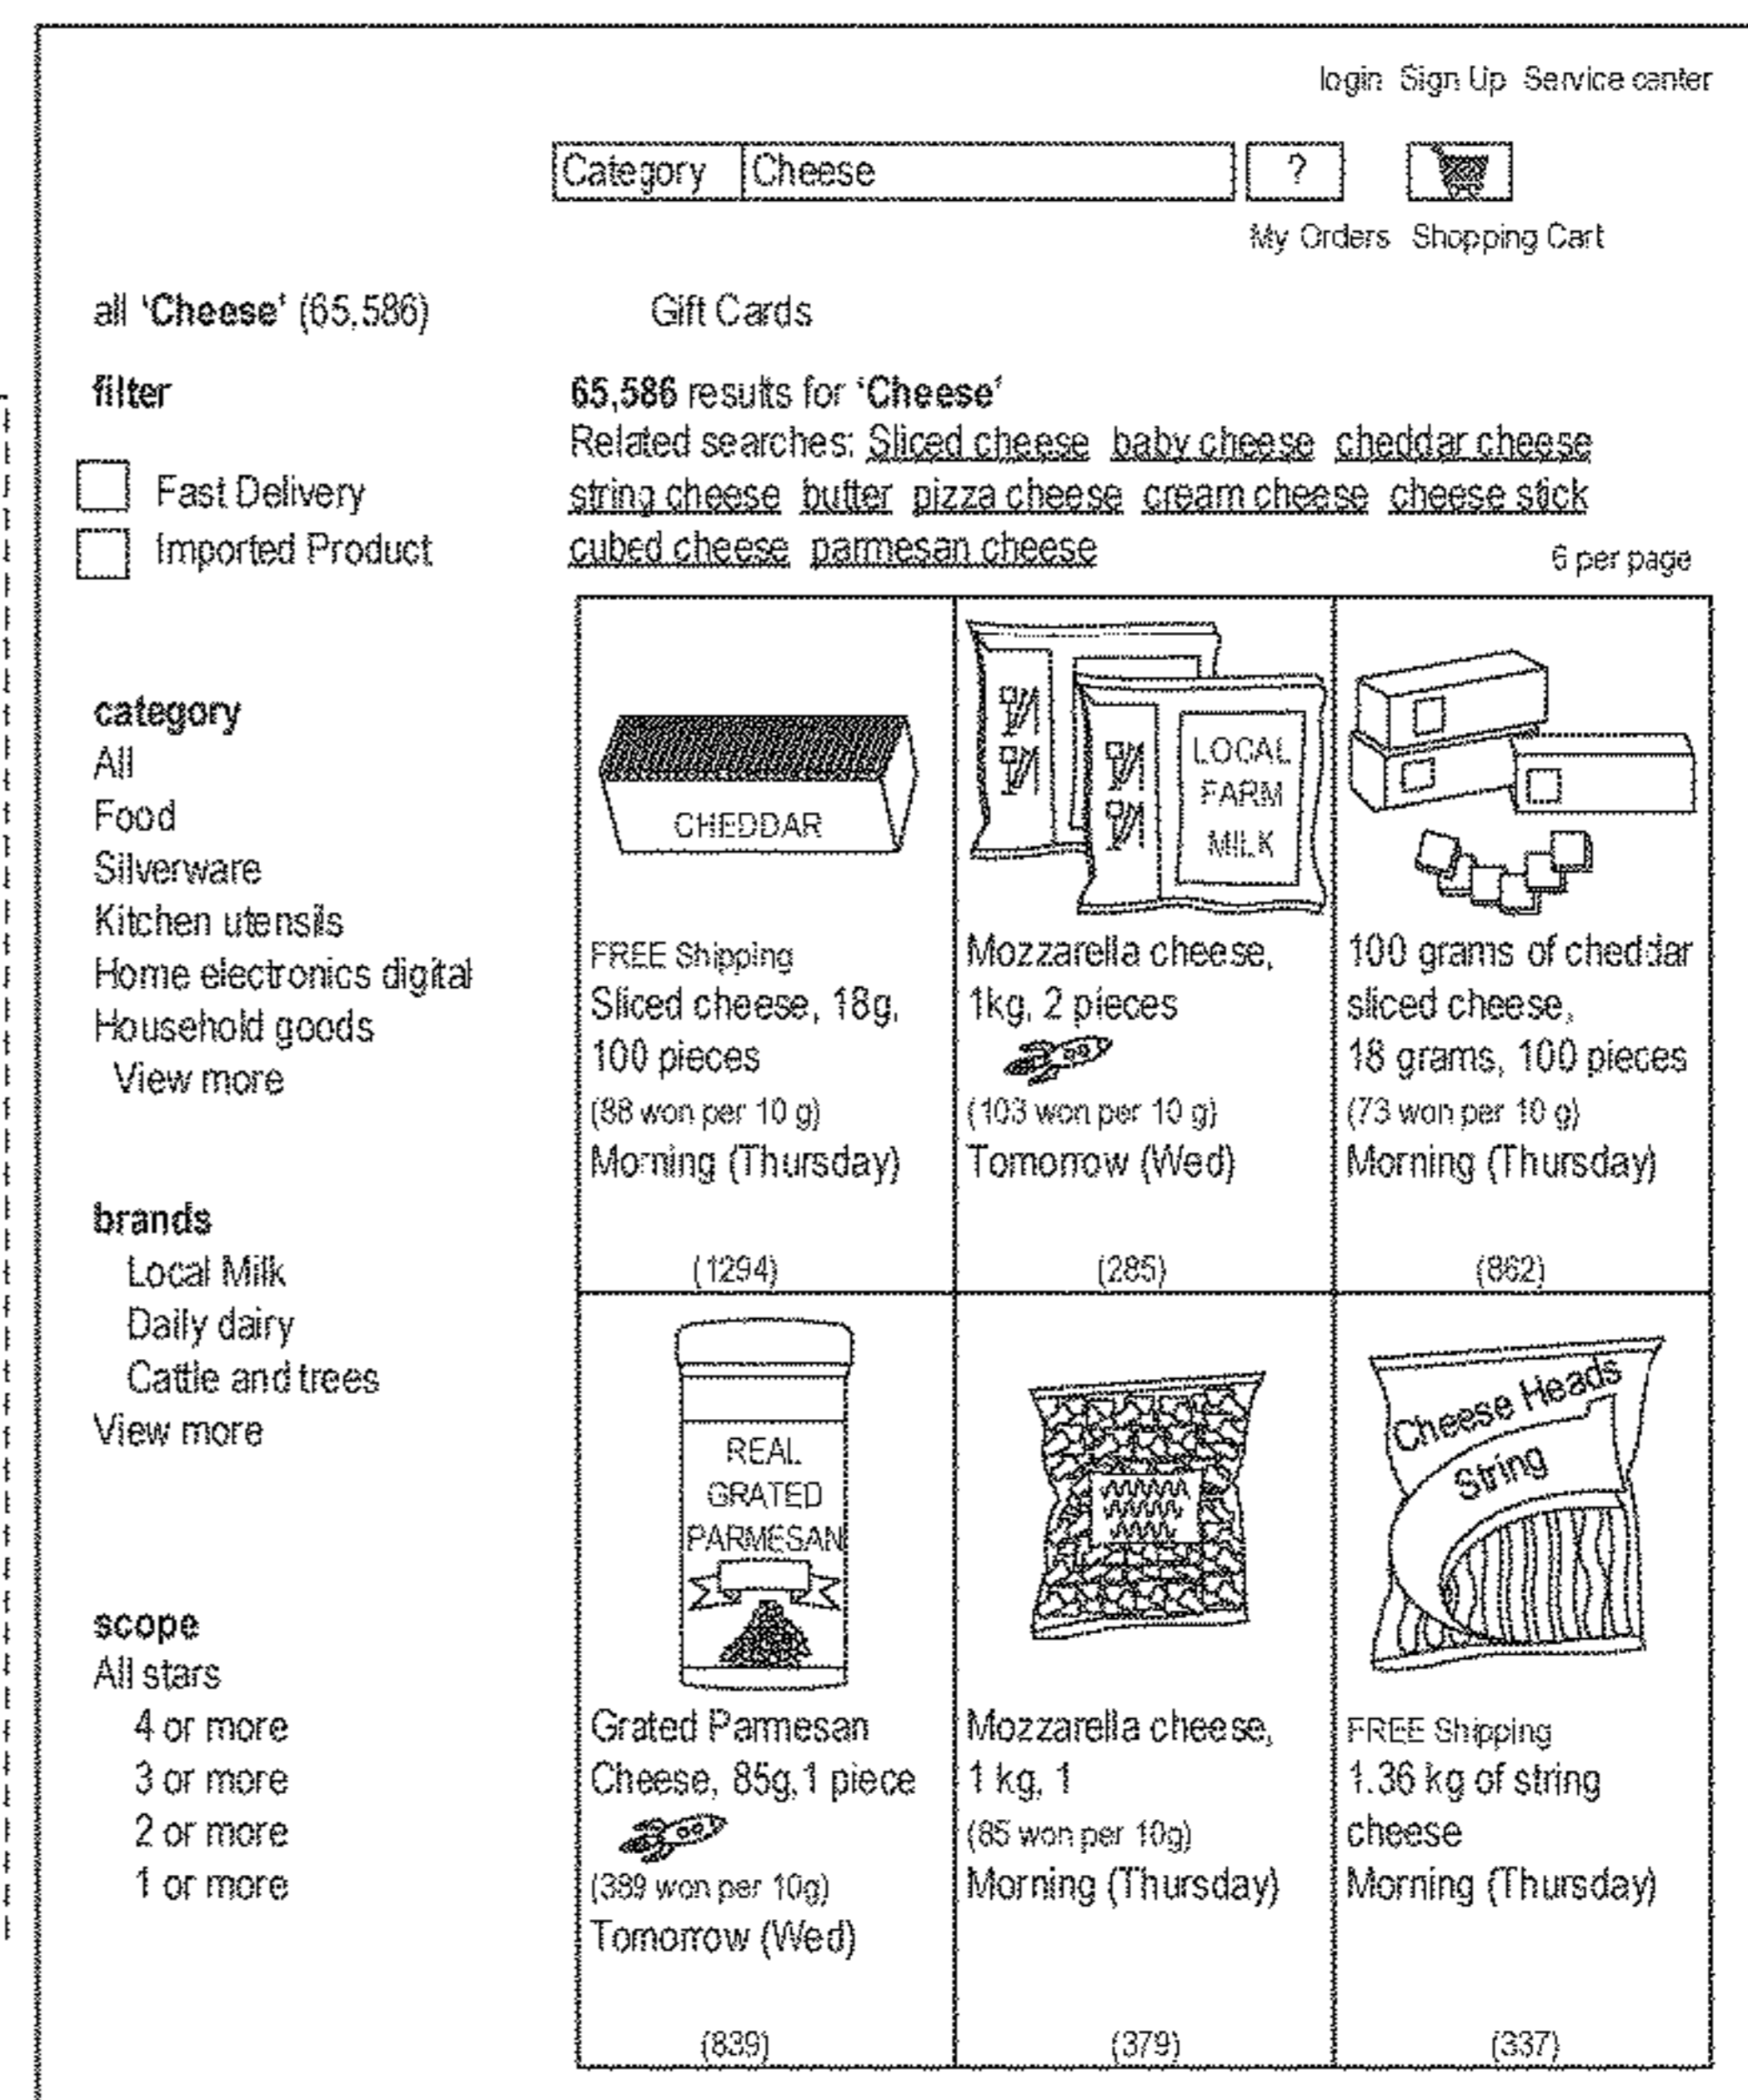 login Sign Up Service center
Category Cheese ?
My Orders Shopping Cart
all 'Cheese' (65,586) Gift Cards
filter
Fast Delivery
Imported Product
category
All
Food
Silverware
Kitchen utensils
Home electronics digital
Household goods
View more
brands
Local Milk
Daily dairy
Cattle and trees
View more
scope
All stars
4 or more
3 or more
2 or more
1 or more
65,586 results for 'Cheese'
Related searches: Sliced cheese baby cheese cheddar cheese
string cheese butter pizza cheese cream cheese cheese stick
cubed cheese parmesan cheese
6 per page
CHEDDAR
FREE Shipping
Sliced cheese, 18g,
100 pieces
(88 won per 10 g)
Morning (Thursday)
(1294)
LOCAL
FARM
MILK
Mozzarella cheese,
1kg, 2 pieces
(103 won per 10 g)
Tomorrow (Wed)
(285)
100 grams of cheddar
sliced cheese,
18 grams, 100 pieces
(73 won per 10 g)
Morning (Thursday)
(862)
REAL
GRATED
PARMESAN
Grated Parmesan
Cheese, 85g,1 piece
(389 won per 10g)
Tomorrow (Wed)
(839)
Mozzarella cheese,
1 kg, 1
(85 won per 10g)
Morning (Thursday)
(379)
Cheese Heads
String
FREE Shipping
1.36 kg of string
cheese
Morning (Thursday)
(337)